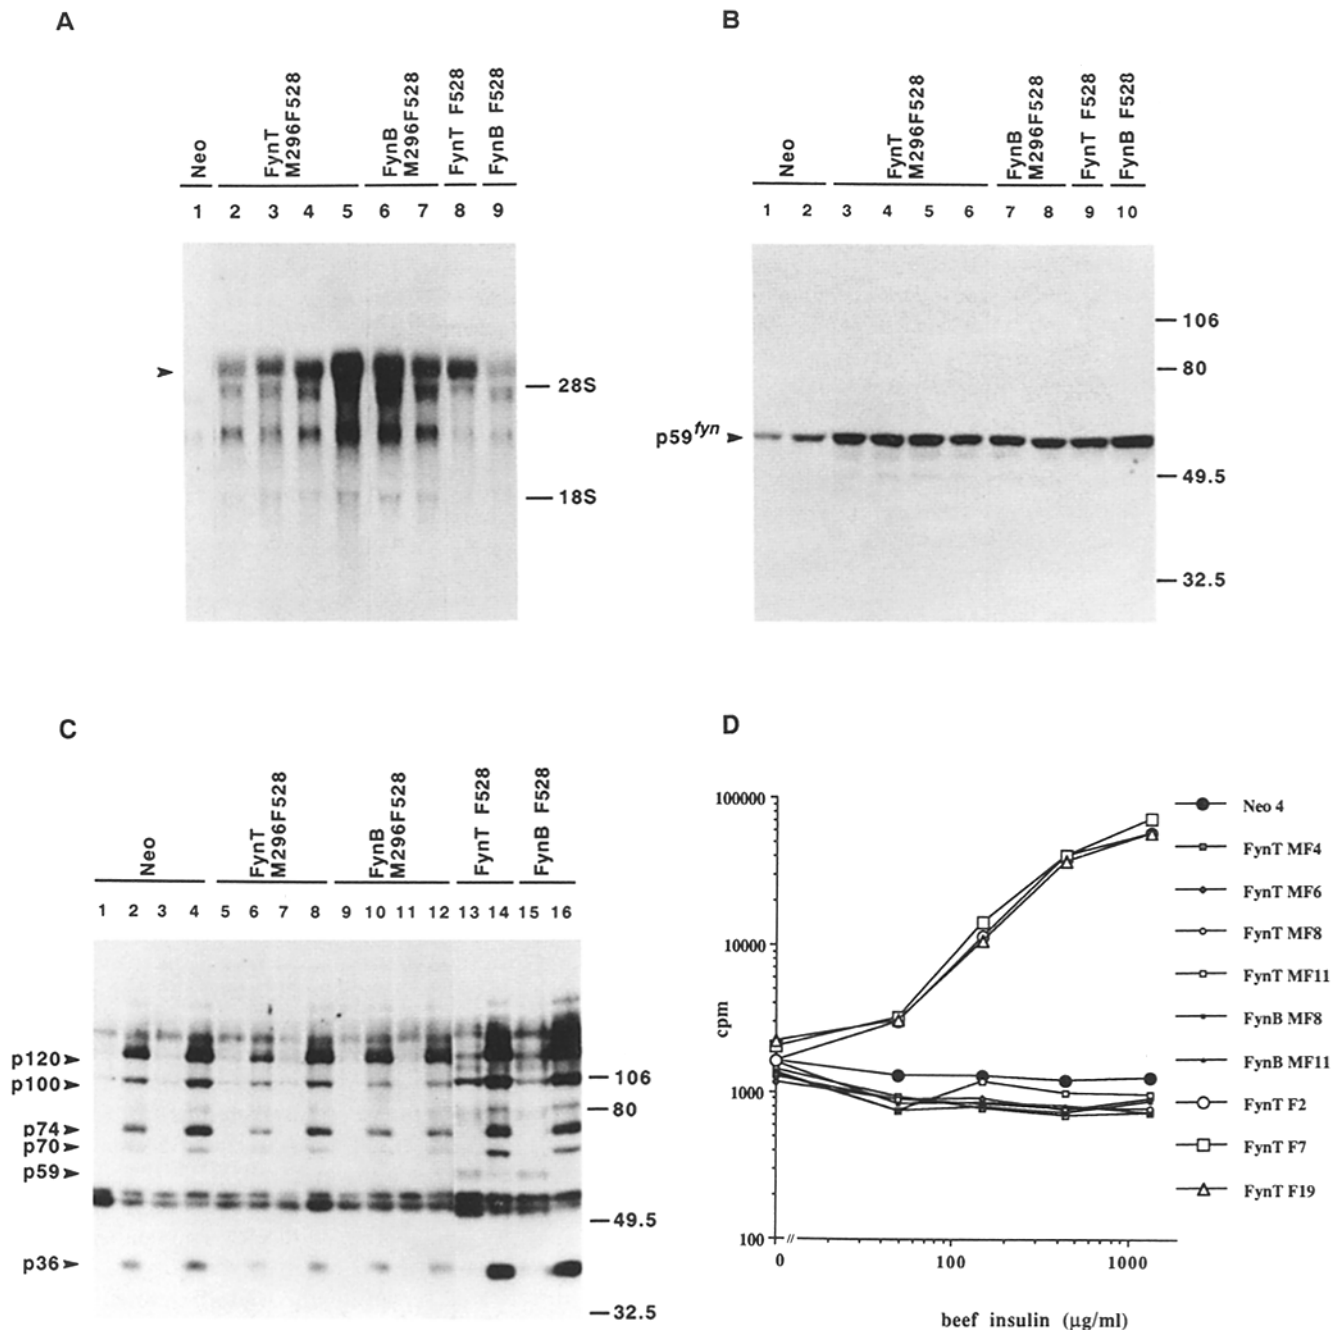 A
Neo
FynT
M296F528
FynB
M296F528
FynT F528
FynB F528
1 2 3 4 5 6 7 8 9
28S
18S
B
Neo
FynT
M296F528
FynB
M296F528
FynT F528
FynB F528
1 2 3 4 5 6 7 8 9 10
p59fyn
106
80
49.5
32.5
C
Neo
FynT
M296F528
FynB
M296F528
FynT F528
FynB F528
1 2 3 4 5 6 7 8 9 10 11 12 13 14 15 16
p120
p100
p74
p70
p59
p36
106
80
49.5
32.5
D
100000
10000
1000
100
cpm
0 // 100 1000
beef insulin (µg/ml)
Neo 4
FynT MF4
FynT MF6
FynT MF8
FynT MF11
FynB MF8
FynB MF11
FynT F2
FynT F7
FynT F19